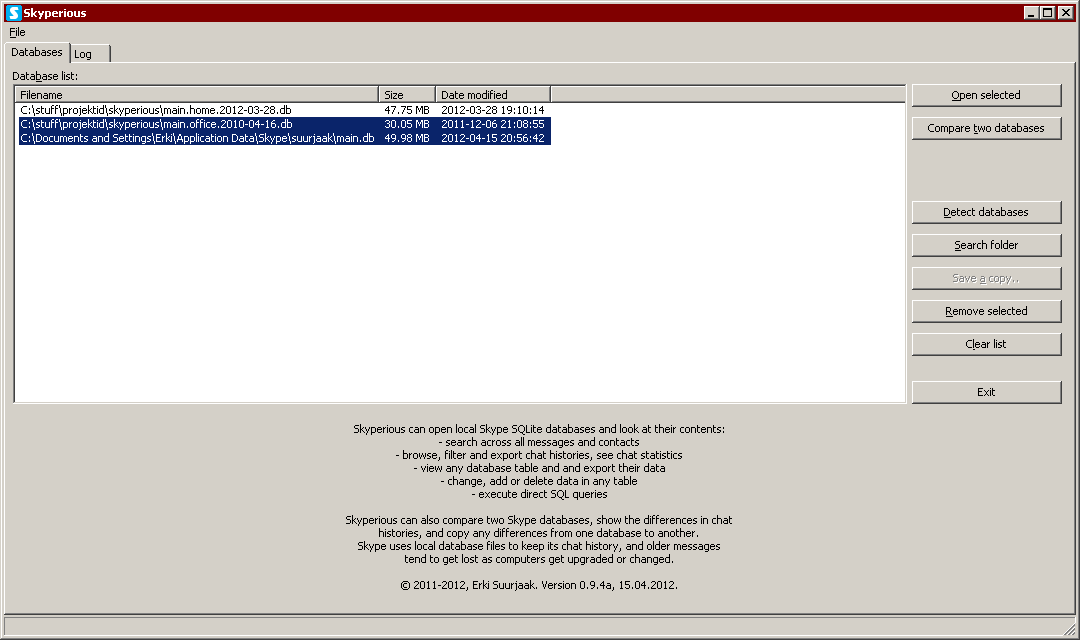 Skyperious
File
Databases
Log
Database list:
Filename Size Date modified
C:\stuff\projektid\skyperious\main.home.2012-03-28.db 47.75 MB 2012-03-28 19:10:14
C:\stuff\projektid\skyperious\main.office.2010-04-16.db 30.05 MB 2011-12-06 21:08:55
C:\Documents and Settings\Erki\Application Data\Skype\suurjaak\main.db 49.98 MB 2012-04-15 20:56:42
Open selected
Compare two databases
Detect databases
Search folder
Save a copy..
Remove selected
Clear list
Exit
Skyperious can open local Skype SQLite databases and look at their contents:
- search across all messages and contacts
- browse, filter and export chat histories, see chat statistics
- view any database table and and export their data
- change, add or delete data in any table
- execute direct SQL queries
Skyperious can also compare two Skype databases, show the differences in chat
histories, and copy any differences from one database to another.
Skype uses local database files to keep its chat history, and older messages
tend to get lost as computers get upgraded or changed.
© 2011-2012, Erki Suurjaak. Version 0.9.4a, 15.04.2012.